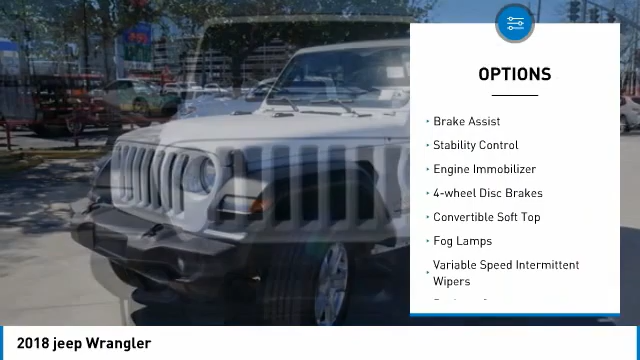 OPTIONS
• Brake Assist
• Stability Control
• Engine Immobilizer
• 4-wheel Disc Brakes
• Convertible Soft Top
• Fog Lamps
• Variable Speed Intermittent
Wipers
2018 jeep Wrangler